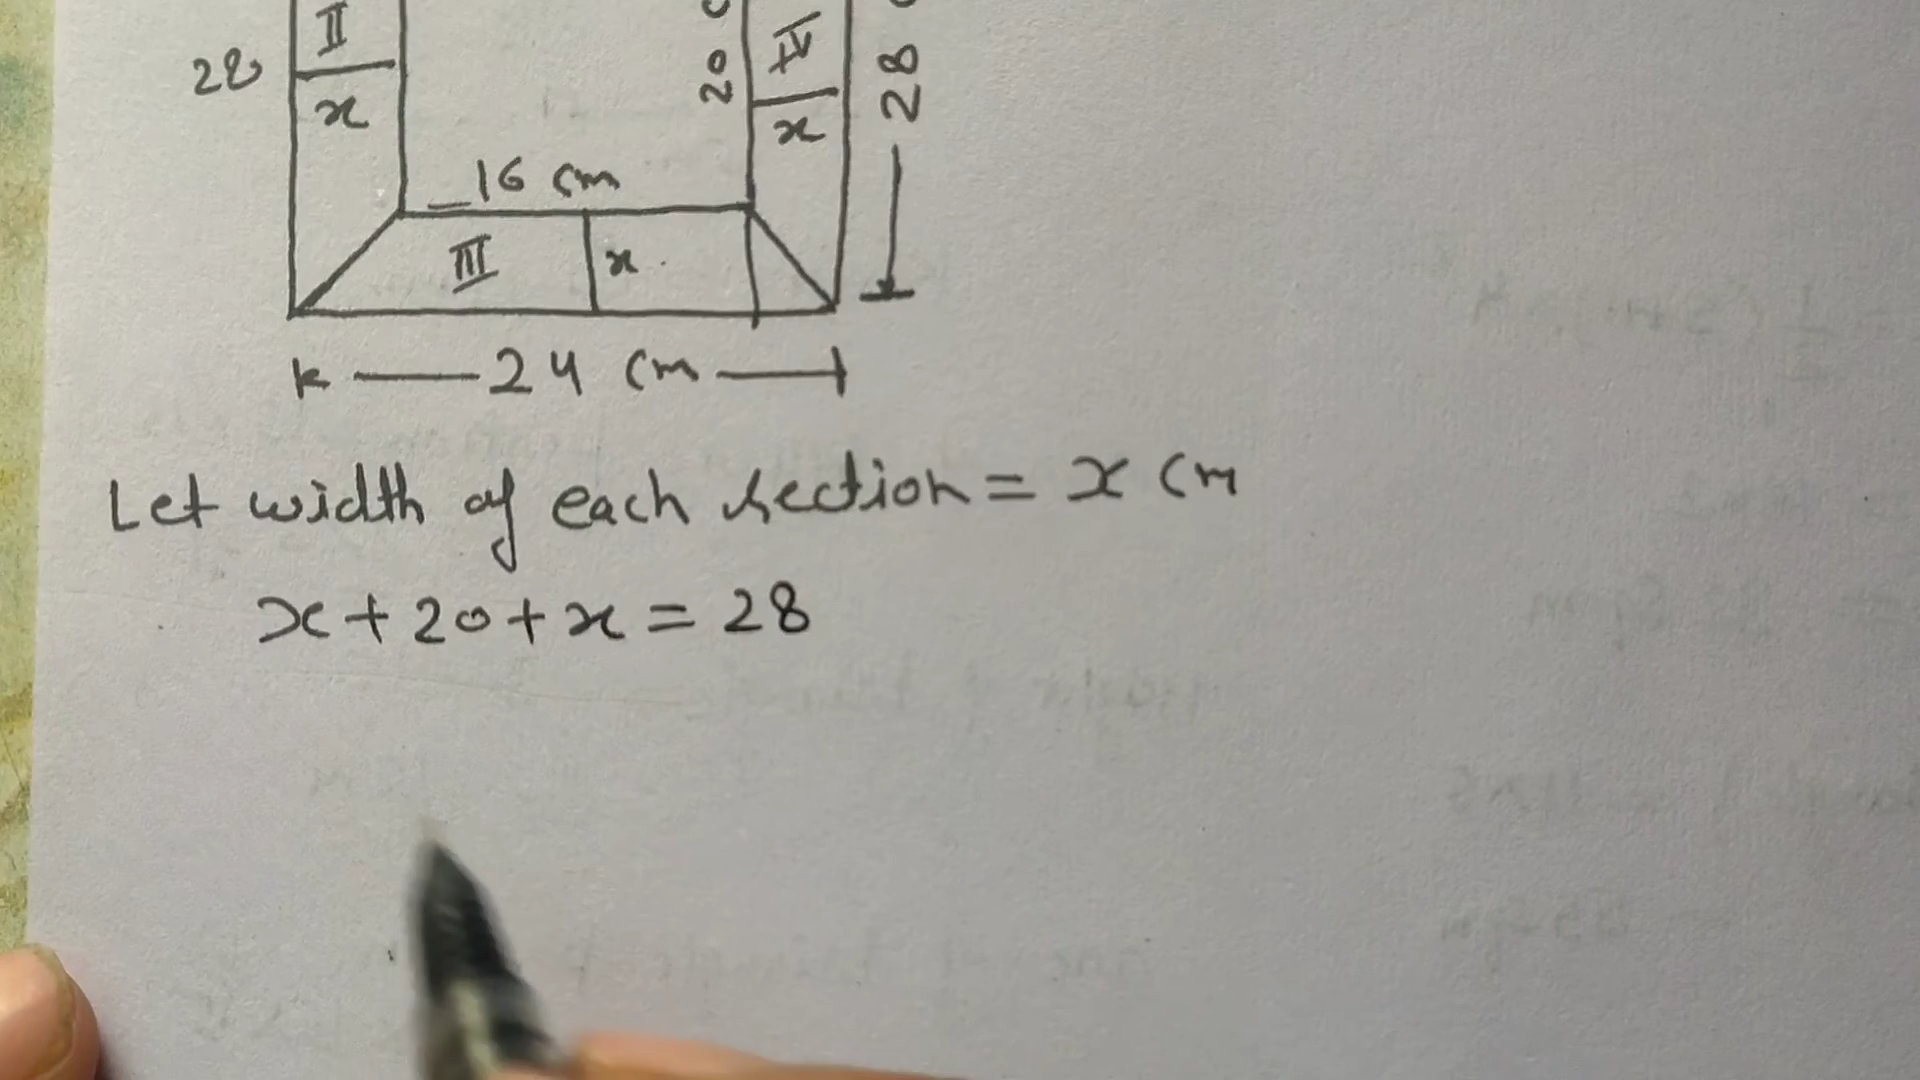 II
IV
28
20 c
28 c
x
x
16 cm
III
x
24 cm
Let width of each section = x cm
x + 20 + x = 28